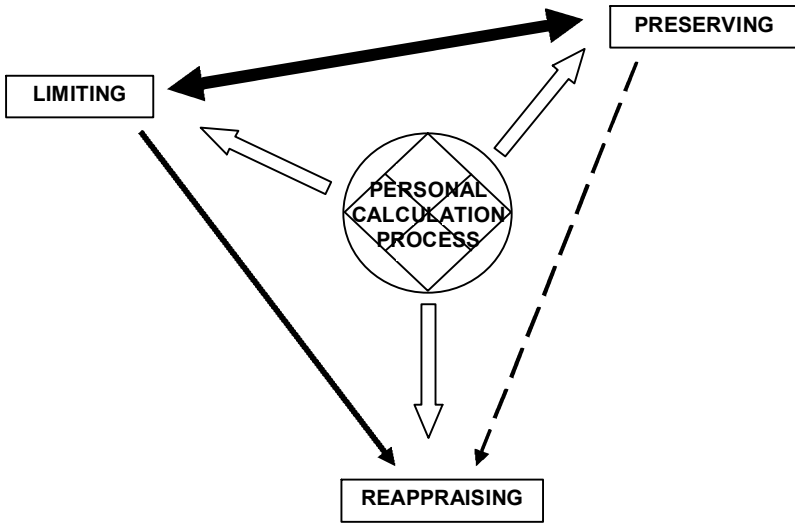 PRESERVING
LIMITING
PERSONAL
CALCULATION
PROCESS
REAPPRAISING